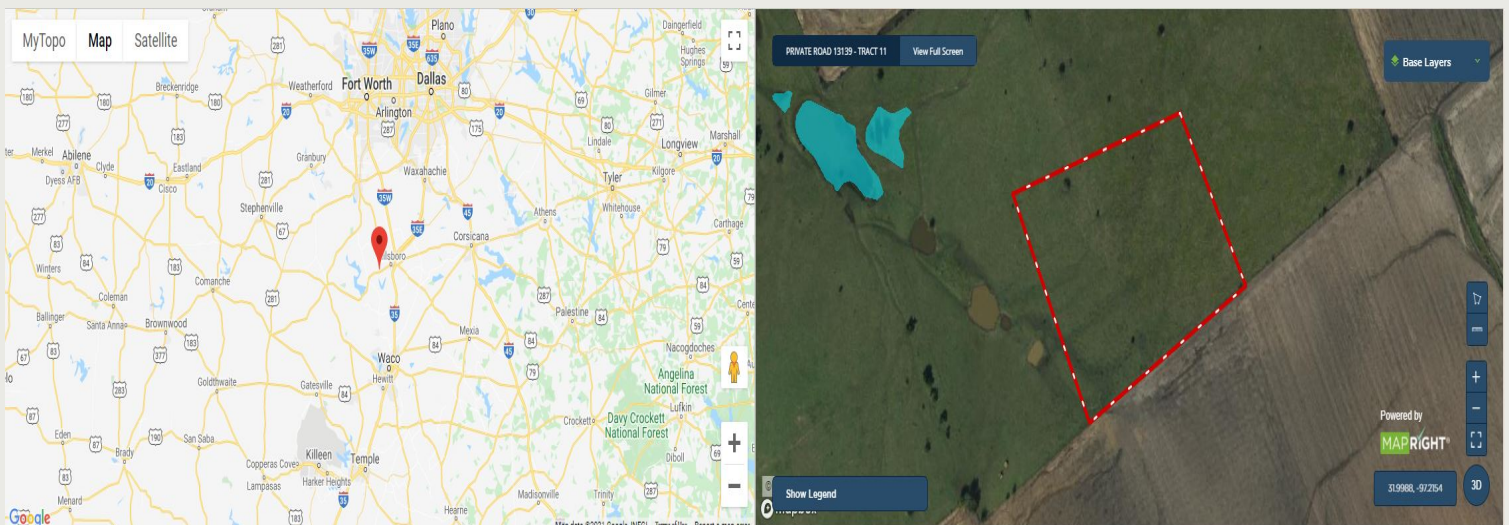 MyTopo Map Satellite
Plano
Daingerfield
Hughes
Springs
Breckenridge
Weatherford
Fort Worth
Dallas
Arlington
Gilmer
Lindale
Longview
Marshall
Merkel
Abilene
Clyde
Eastland
Dyess AFB
Cisco
Granbury
Waxahachie
Tyler
Kilgore
Stephenville
Athens
Whitehouse
Carthage
Corsicana
Winters
Comanche
Coleman
Ballinger
Santa Anna
Brownwood
Palestine
Mexia
Nacogdoches
Waco
Hewitt
Goldthwaite
Gatesville
Angelina
National Forest
Lufkin
Crockett
Davy Crockett
National Forest
Diboll
Eden
Brady
San Saba
Killeen
Temple
Copperas Cove
Harker Heights
Lampasas
Menard
Madisonville
Trinity
Hearne
Google
PRIVATE ROAD 13139 - TRACT 11 View Full Screen
Base Layers
Powered by
MAPRIGHT
31.9988, -97.2154 3D
Show Legend